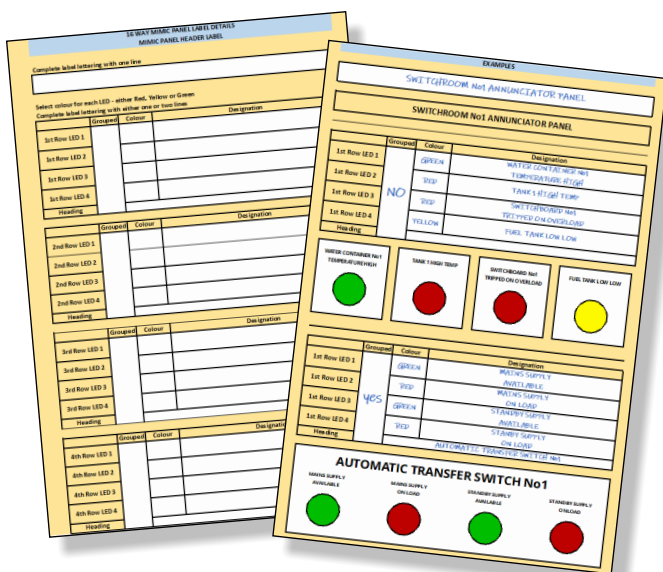 16 WAY MIMIC PANEL LABEL DETAILS
MIMIC PANEL HEADER LABEL
Complete label lettering with one line
Select colour for each LED - either Red, Yellow or Green
Complete label lettering with either one or two lines
Grouped Colour Designation
1st Row LED 1
1st Row LED 2
1st Row LED 3
1st Row LED 4
Heading
Grouped Colour Designation
2nd Row LED 1
2nd Row LED 2
2nd Row LED 3
2nd Row LED 4
Heading
Grouped Colour Designation
3rd Row LED 1
3rd Row LED 2
3rd Row LED 3
3rd Row LED 4
Heading
Grouped Colour
4th Row LED 1
4th Row LED 2
4th Row LED 3
4th Row LED 4
Heading
EXAMPLES
SWITCHROOM No1 ANNUNCIATOR PANEL
SWITCHROOM No1 ANNUNCIATOR PANEL
Grouped Colour Designation
1st Row LED 1 GREEN WATER CONTAINER No1
TEMPERATURE HIGH
1st Row LED 2 NO RED TANK 1 HIGH TEMP
1st Row LED 3 RED SWITCHBOARD No1
TRIPPED ON OVERLOAD
1st Row LED 4 YELLOW FUEL TANK LOW LOW
Heading
WATER CONTAINER No1
TEMPERATURE HIGH
TANK 1 HIGH TEMP
SWITCHBOARD No1
TRIPPED ON OVERLOAD
FUEL TANK LOW LOW
Grouped Colour Designation
1st Row LED 1 GREEN MAINS SUPPLY
AVAILABLE
1st Row LED 2 yes RED MAINS SUPPLY
ON LOAD
1st Row LED 3 GREEN STANDBY SUPPLY
AVAILABLE
1st Row LED 4 RED STANDBY SUPPLY
ON LOAD
Heading AUTOMATIC TRANSFER SWITCH No1
AUTOMATIC TRANSFER SWITCH No1
MAINS SUPPLY
AVAILABLE
MAINS SUPPLY
ON LOAD
STANDBY SUPPLY
AVAILABLE
STANDBY SUPPLY
ON LOAD